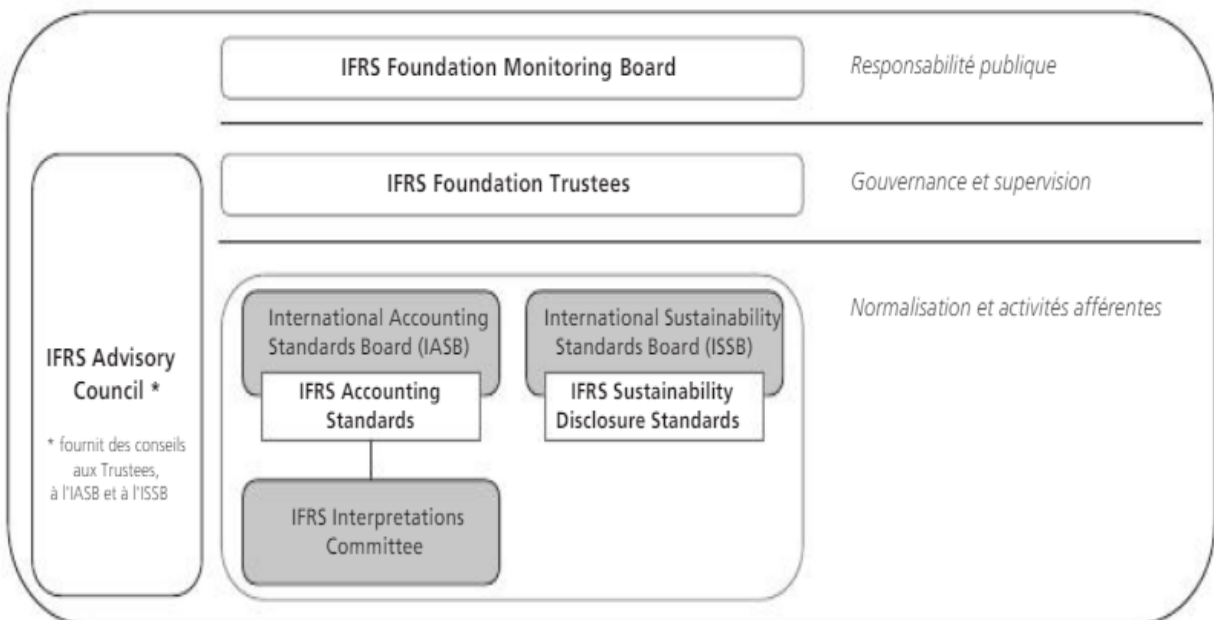 IFRS Foundation Monitoring Board
Responsabilité publique
IFRS Foundation Trustees
Gouvernance et supervision
IFRS Advisory
Council *
* fournit des conseils
aux Trustees,
à l'IASB et à l'ISSB
International Accounting
Standards Board (IASB)
IFRS Accounting
Standards
IFRS Interpretations
Committee
International Sustainability
Standards Board (ISSB)
IFRS Sustainability
Disclosure Standards
Normalisation et activités afférentes